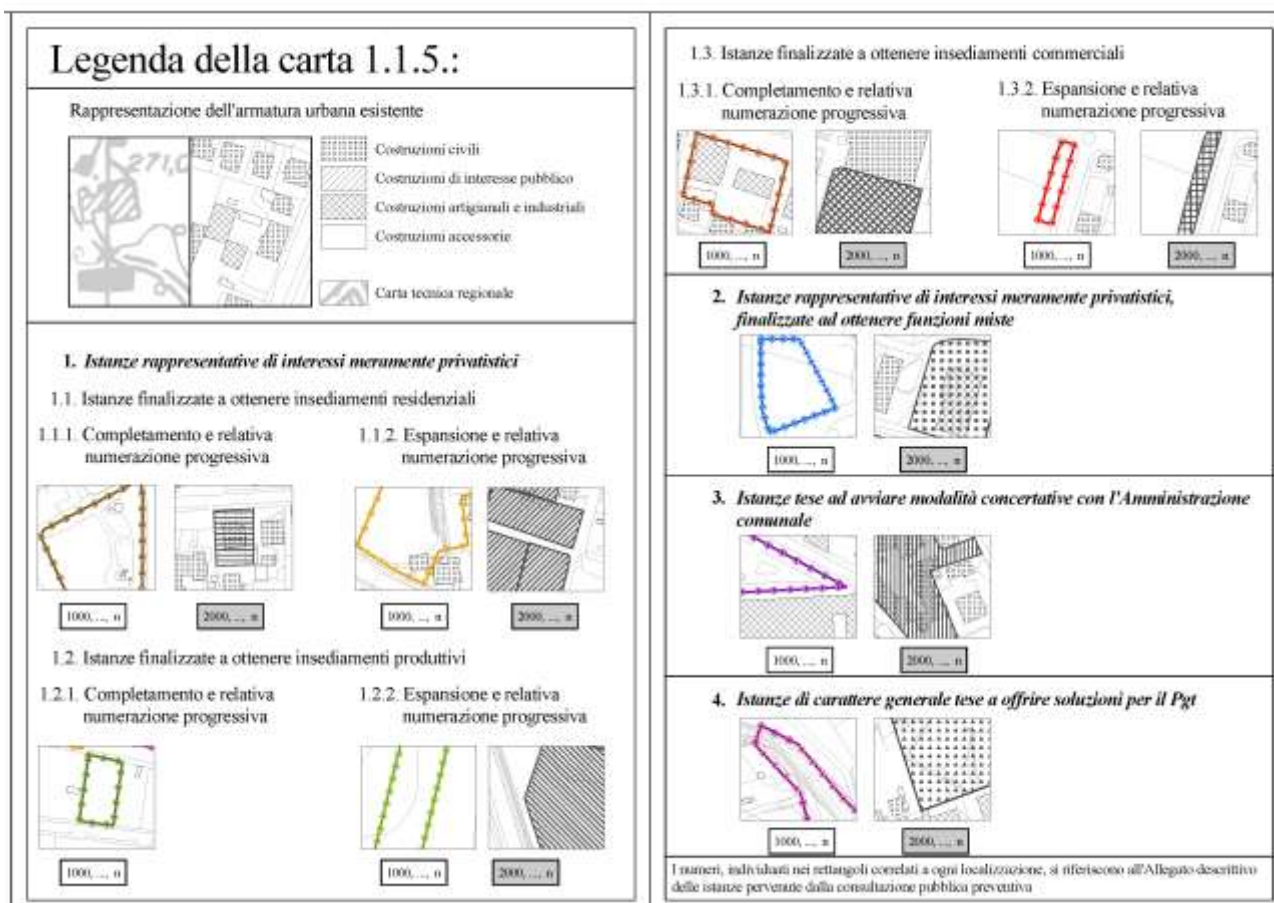 Legenda della carta 1.1.5.:
Rappresentazione dell'armatura urbana esistente
271,0
Costruzioni civili
Costruzioni di interesse pubblico
Costruzioni artigianali e industriali
Costruzioni accessorie
Carta tecnica regionale
1. Istanze rappresentative di interessi meramente privatistici
1.1. Istanze finalizzate a ottenere insediamenti residenziali
1.1.1. Completamento e relativa
numerazione progressiva
1.1.2. Espansione e relativa
numerazione progressiva
1000, ..., n
2000, ..., n
1000, ..., n
2000, ..., n
1.2. Istanze finalizzate a ottenere insediamenti produttivi
1.2.1. Completamento e relativa
numerazione progressiva
1.2.2. Espansione e relativa
numerazione progressiva
1000, ..., n
1000, ..., n
2000, ..., n
1.3. Istanze finalizzate a ottenere insediamenti commerciali
1.3.1. Completamento e relativa
numerazione progressiva
1.3.2. Espansione e relativa
numerazione progressiva
1000, ..., n
2000, ..., n
1000, ..., n
2000, ..., n
2. Istanze rappresentative di interessi meramente privatistici,
finalizzate ad ottenere funzioni miste
1000, ..., n
2000, ..., n
3. Istanze tese ad avviare modalità concertative con l'Amministrazione
comunale
1000, ..., n
2000, ..., n
4. Istanze di carattere generale tese a offrire soluzioni per il Pgt
1000, ..., n
2000, ..., n
I numeri, individuati nei rettangoli correlati a ogni localizzazione, si riferiscono all'Allegato descrittivo
delle istanze pervenute dalla consultazione pubblica preventiva